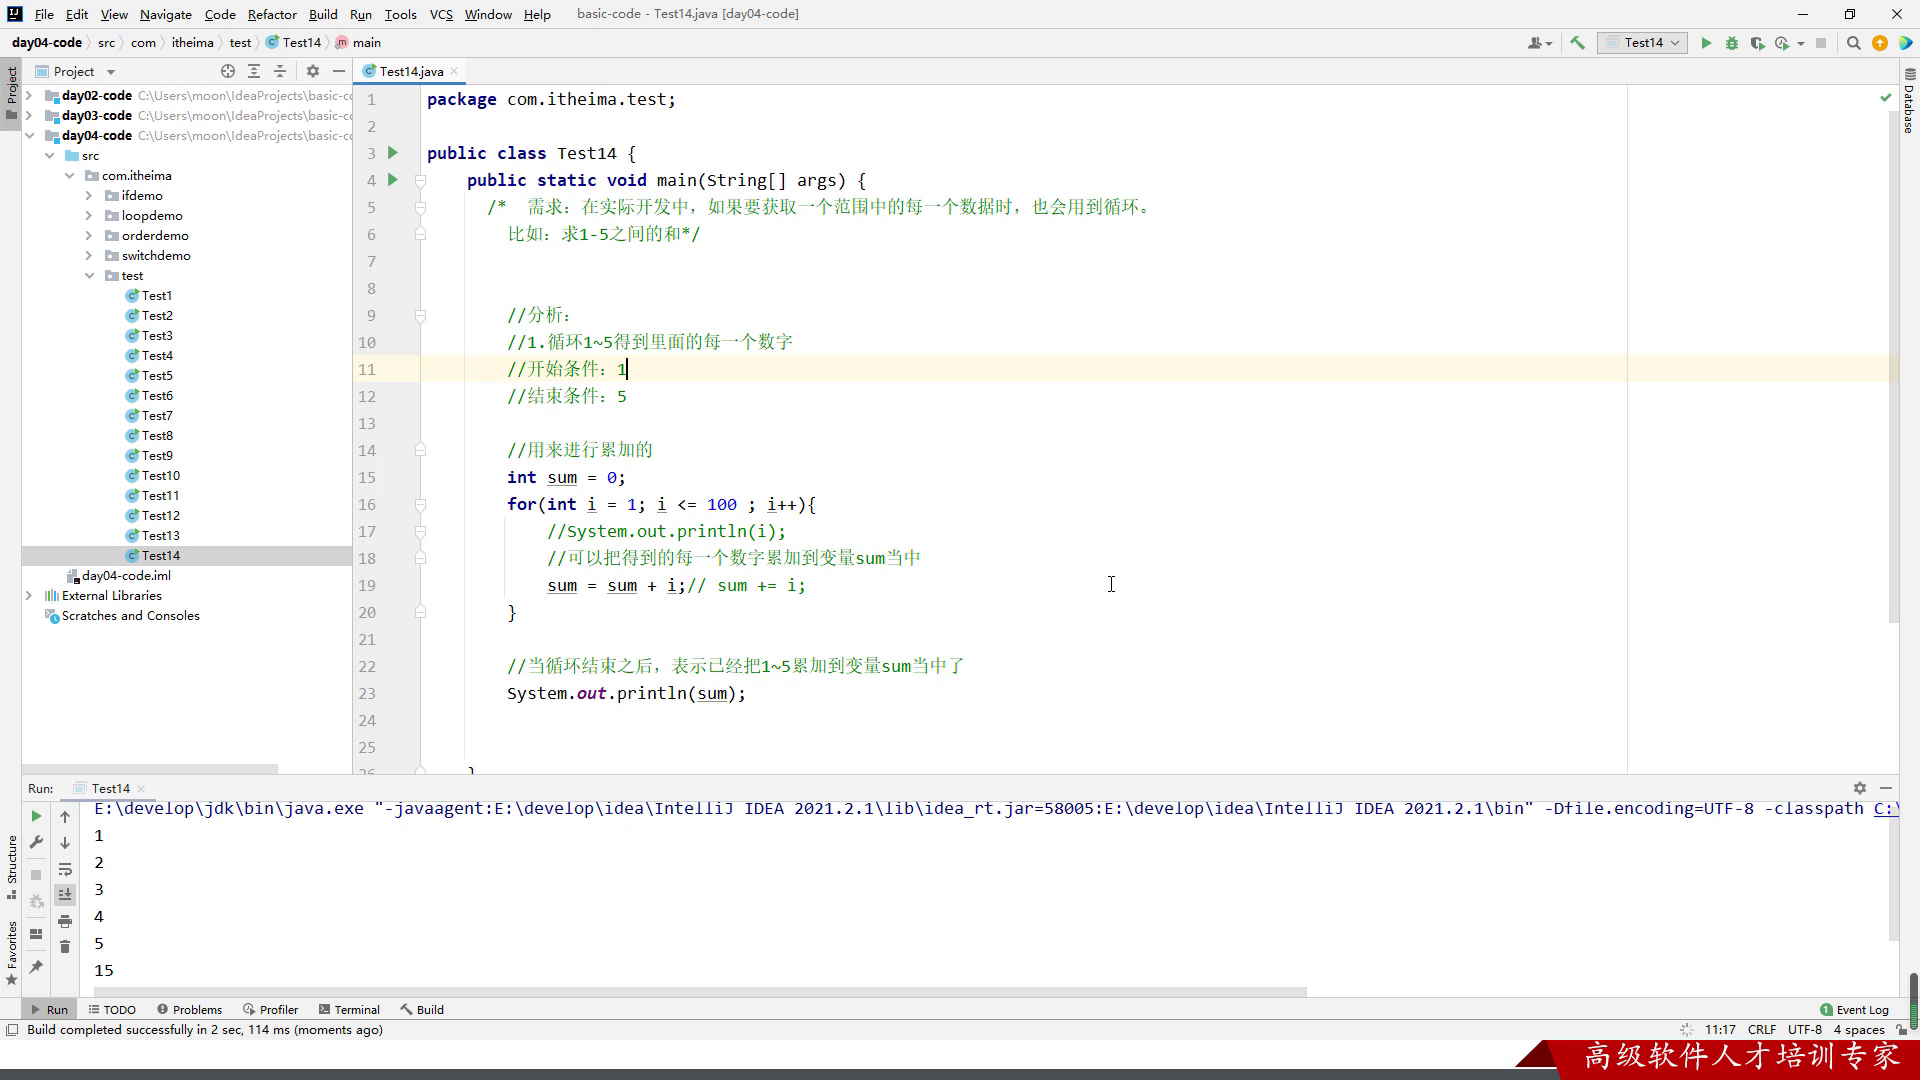 File Edit View Navigate Code Refactor Build Run Tools VCS Window Help basic-code - Test14.java [day04-code]
day04-code src com itheima test Test14 main
Test14
Project
Test14.java
day02-code C:\Users\moon\IdeaProjects\basic-c
day03-code C:\Users\moon\IdeaProjects\basic-c
day04-code C:\Users\moon\IdeaProjects\basic-c
src
com.itheima
ifdemo
loopdemo
orderdemo
switchdemo
test
Test1
Test2
Test3
Test4
Test5
Test6
Test7
Test8
Test9
Test10
Test11
Test12
Test13
Test14
day04-code.iml
External Libraries
Scratches and Consoles
1 package com.itheima.test;
2
3 public class Test14 {
4 public static void main(String[] args) {
5 /* 需求：在实际开发中，如果要获取一个范围中的每一个数据时，也会用到循环。
6 比如：求1-5之间的和*/
7
8
9 //分析：
10 //1.循环1~5得到里面的每一个数字
11 //开始条件：1
12 //结束条件：5
13
14 //用来进行累加的
15 int sum = 0;
16 for(int i = 1; i <= 100 ; i++){
17 //System.out.println(i);
18 //可以把得到的每一个数字累加到变量sum当中
19 sum = sum + i;// sum += i;
20 }
21
22 //当循环结束之后，表示已经把1~5累加到变量sum当中了
23 System.out.println(sum);
24
25
26 }
Project
Structure
Favorites
Database
Run: Test14
E:\develop\jdk\bin\java.exe "-javaagent:E:\develop\idea\IntelliJ IDEA 2021.2.1\lib\idea_rt.jar=58005:E:\develop\idea\IntelliJ IDEA 2021.2.1\bin" -Dfile.encoding=UTF-8 -classpath C:\
1
2
3
4
5
15
Run TODO Problems Profiler Terminal Build 1 Event Log
Build completed successfully in 2 sec, 114 ms (moments ago) 11:17 CRLF UTF-8 4 spaces
高级软件人才培训专家